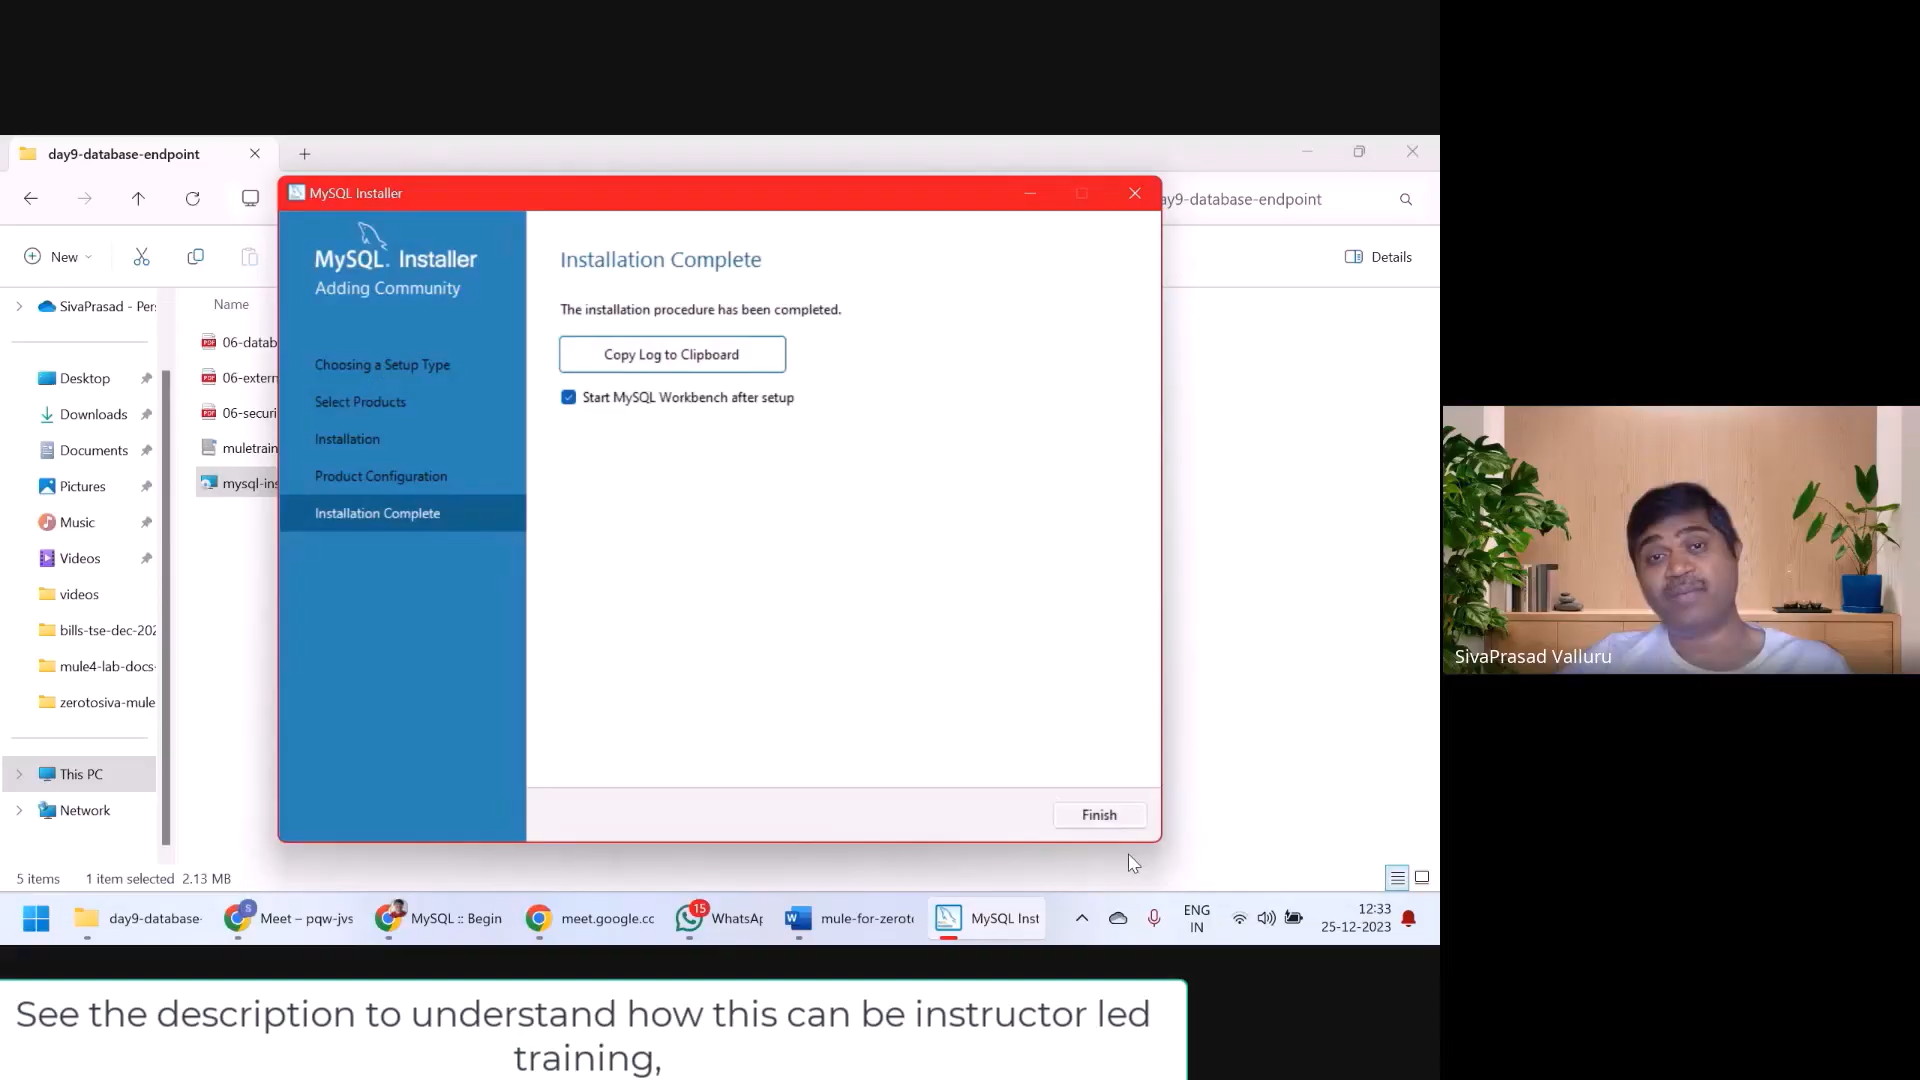 day9-database-endpoint
MySQL Installer
ay9-database-endpoint
New
Details
MySQL. Installer
Adding Community
Choosing a Setup Type
Select Products
Installation
Product Configuration
Installation Complete
Installation Complete
The installation procedure has been completed.
Copy Log to Clipboard
Start MySQL Workbench after setup
Finish
SivaPrasad - Per
Desktop
Downloads
Documents
Pictures
Music
Videos
videos
bills-tse-dec-202
mule4-lab-docs-
zerotosiva-mule
This PC
Network
Name
06-datab
06-extern
06-securi
muletrain
mysql-ins
5 items 1 item selected 2.13 MB
day9-database-
Meet – pqw-jvs
MySQL :: Begin
meet.google.cc
15
WhatsAp
mule-for-zerot
MySQL Inst
ENG
IN
12:33
25-12-2023
SivaPrasad Valluru
See the description to understand how this can be instructor led
training,